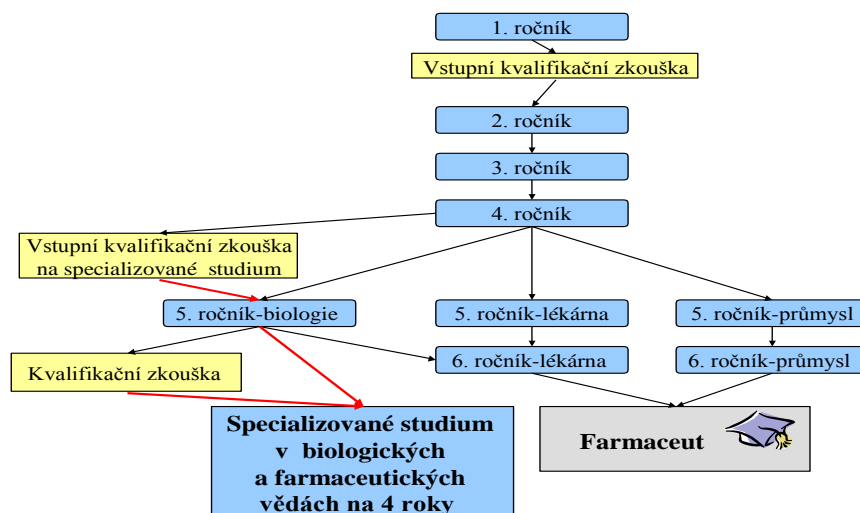 1. ročník
Vstupní kvalifikační zkouška
2. ročník
3. ročník
4. ročník
Vstupní kvalifikační zkouška
na specializované studium
5. ročník-biologie
5. ročník-lékárna
5. ročník-průmysl
Kvalifikační zkouška
6. ročník-lékárna
6. ročník-průmysl
Specializované studium
v biologických
a farmaceutických
vědách na 4 roky
Farmaceut